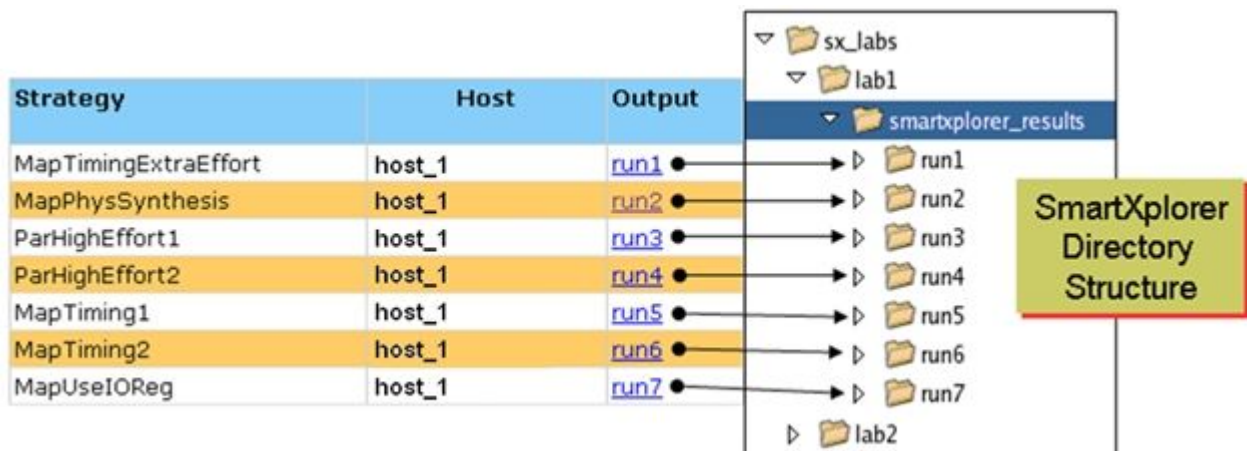 Strategy Host Output
MapTimingExtraEffort host_1 run1
MapPhysSynthesis host_1 run2
ParHighEffort1 host_1 run3
ParHighEffort2 host_1 run4
MapTiming1 host_1 run5
MapTiming2 host_1 run6
MapUseIOReg host_1 run7
sx_labs
lab1
smartxplorer_results
run1
run2
run3
run4
run5
run6
run7
lab2
SmartXplorer
Directory
Structure